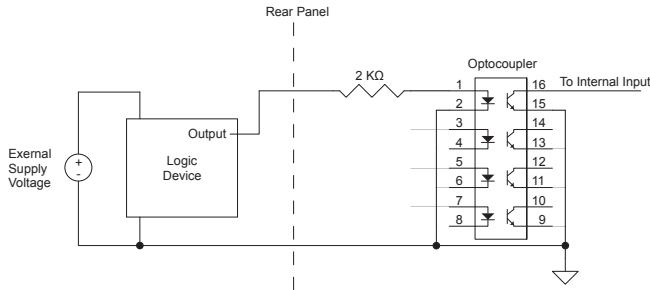 Rear Panel
Optocoupler
2 KΩ
1
16
To Internal Input
2
15
Output
3
14
4
13
Exernal
Supply
Voltage
+
-
Logic
Device
5
12
6
11
7
10
8
9